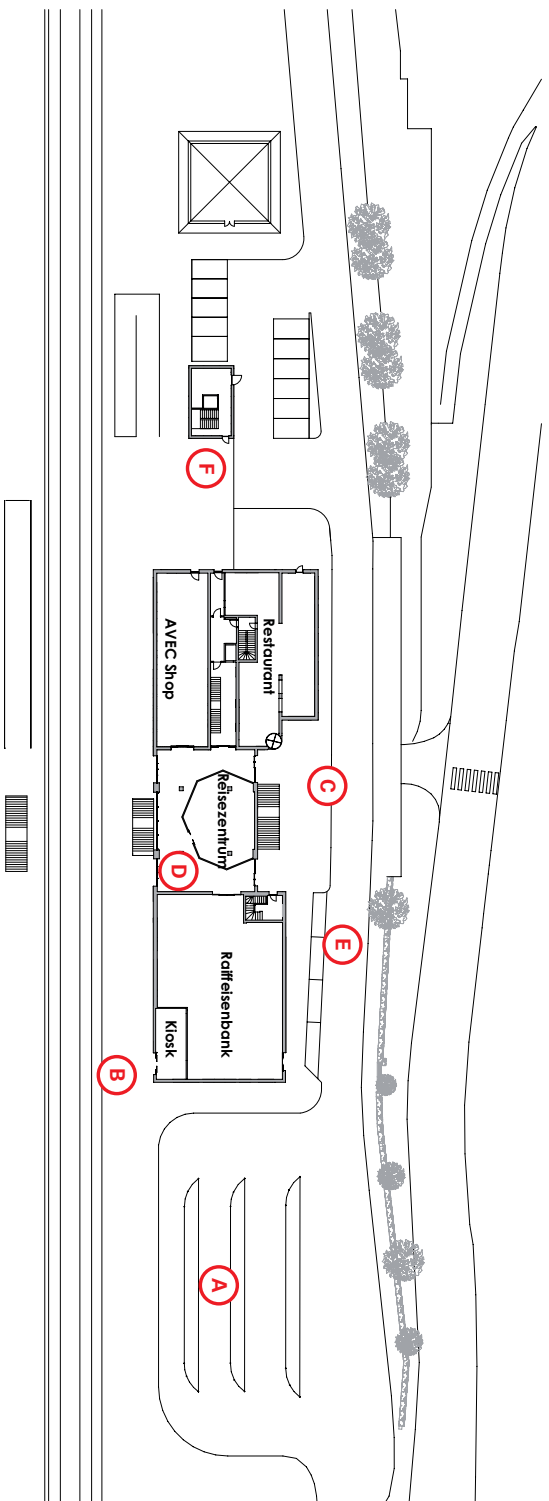 F
AVEC Shop
Restaurant
C
Reisezentrum
D
E
Raiffeisenbank
Kiosk
B
A